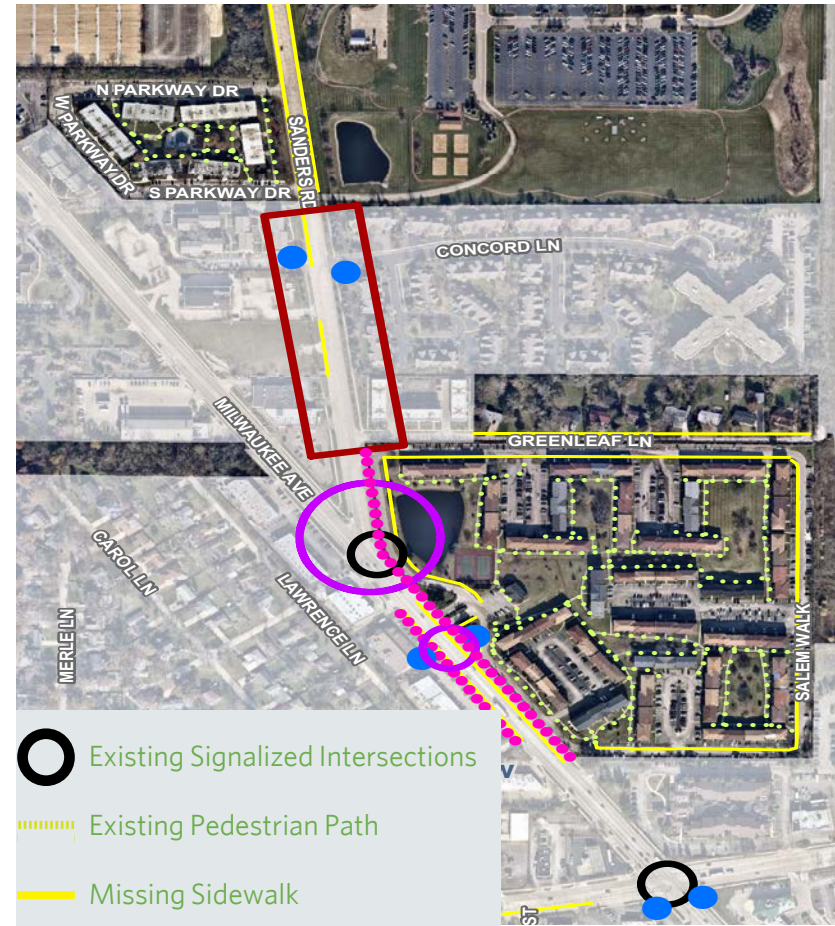 N PARKWAY DR
W PARKWAY DR
SANDERS RD
S PARKWAY DR
CONCORD LN
MILWAUKEE AVE
GREENLEAF LN
CAROL LN
LAWRENCE LN
MERLE LN
SALEM WALK
Existing Signalized Intersections
Existing Pedestrian Path
Missing Sidewalk
ST